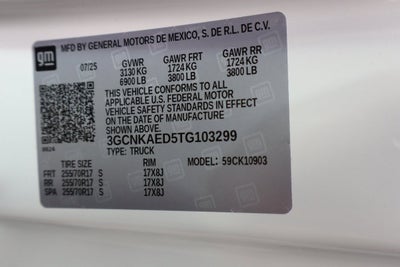 gm
MFD BY GENERAL MOTORS DE MEXICO, S. DE R.L. DE C.V.
07/25 GVWR GAWR FRT GAWR RR
3130 KG 1724 KG 1724 KG
6900 LB 3800 LB 3800 LB
THIS VEHICLE CONFORMS TO ALL
APPLICABLE U.S. FEDERAL MOTOR
VEHICLE SAFETY STANDARDS IN EFFECT
ON THE DATE OF MANUFACTURE
SHOWN ABOVE.
3GCNKAED5TG103299
TYPE: TRUCK
TIRE SIZE RIM MODEL: 59CK10903
FRT 255/70R17 S 17X8J
RR 255/70R17 S 17X8J
SPA 255/70R17 S 17X8J